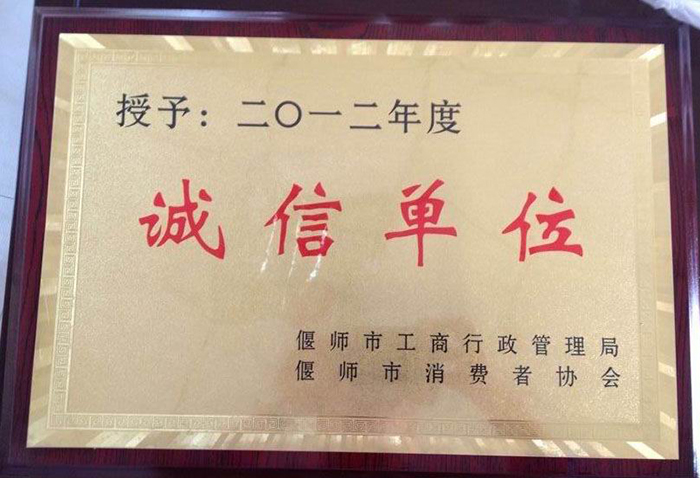 授予：二〇一二年度
诚信单位
偃师市工商行政管理局
偃师市消费者协会